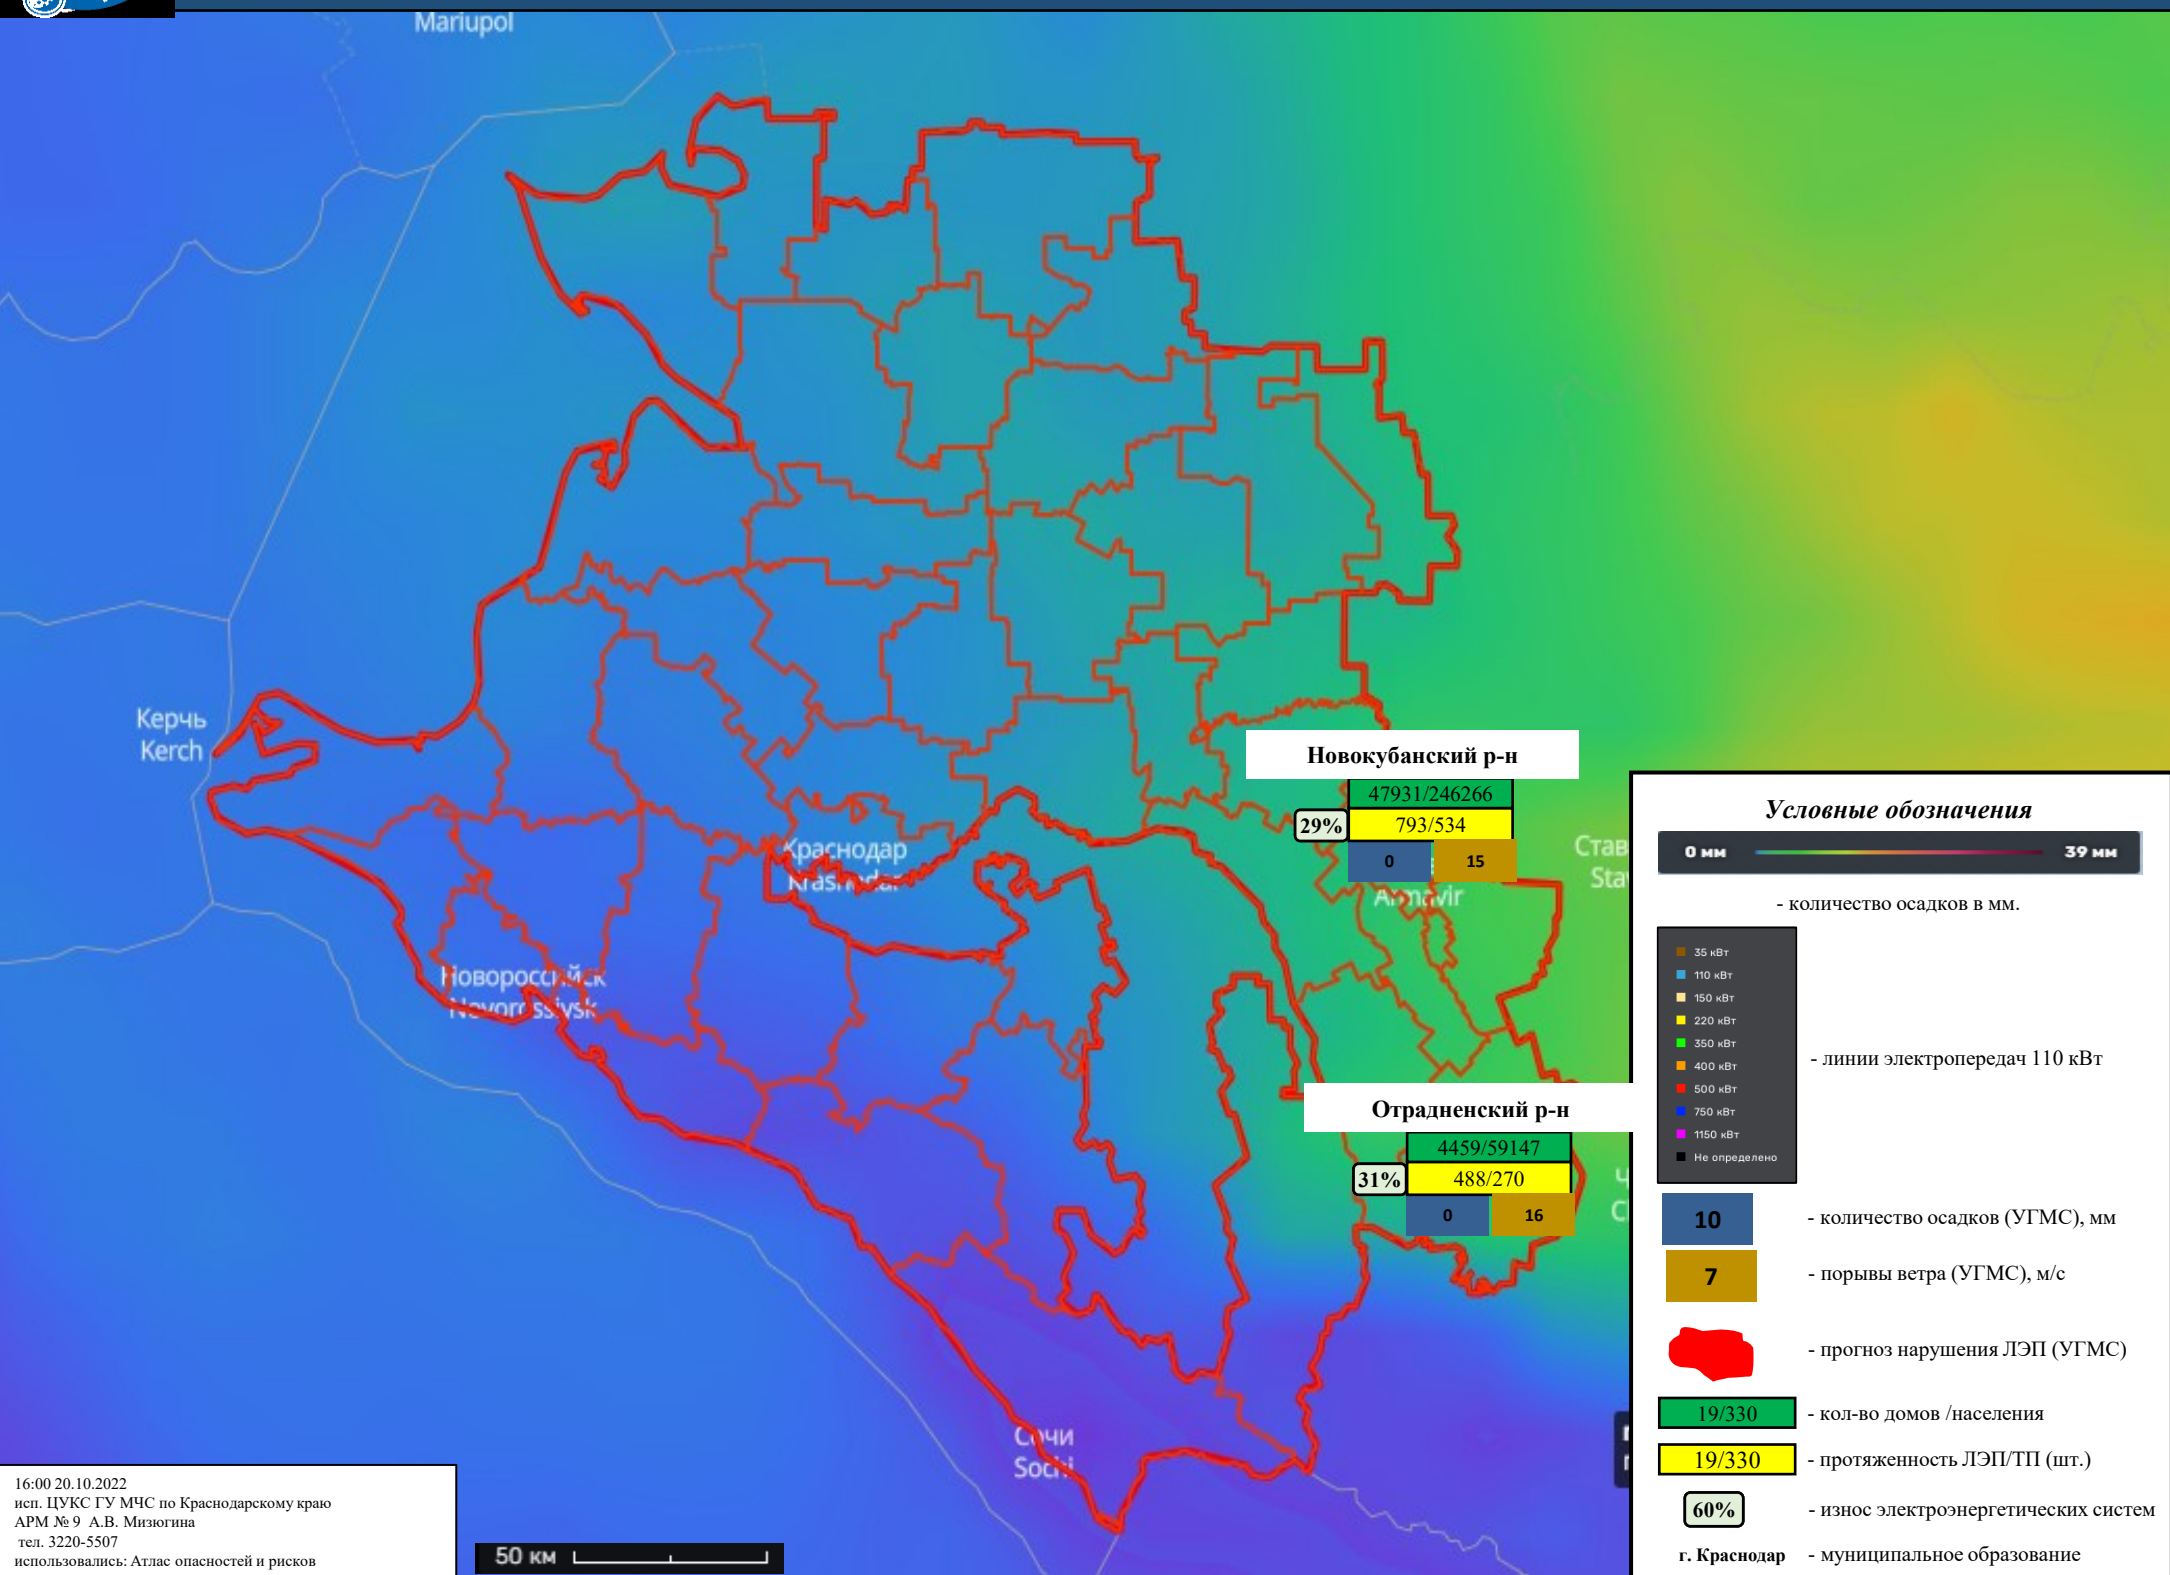 Mariupol
Керчь
Kerch
Краснодар
Krasnodar
Новороссийск
Novorossiysk
Сочи
Sochi
Armavir
Став
Sta
Новокубанский р-н
47931/246266
29%
793/534
0
15
Отрадненский р-н
4459/59147
31%
488/270
0
16
Условные обозначения
0 мм
39 мм
- количество осадков в мм.
35 кВт
110 кВт
150 кВт
220 кВт
350 кВт
400 кВт
500 кВт
750 кВт
1150 кВт
Не определено
- линии электропередач 110 кВт
10 - количество осадков (УГМС), мм
7 - порывы ветра (УГМС), м/с
- прогноз нарушения ЛЭП (УГМС)
19/330 - кол-во домов /населения
19/330 - протяженность ЛЭП/ТП (шт.)
60% - износ электроэнергетических систем
г. Краснодар - муниципальное образование
16:00 20.10.2022
исп. ЦУКС ГУ МЧС по Краснодарскому краю
АРМ № 9 А.В. Мизюгина
тел. 3220-5507
использовались: Атлас опасностей и рисков
50 км